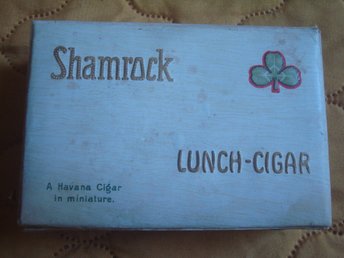 Shamrock
LUNCH-CIGAR
A Havana Cigar
in miniature.